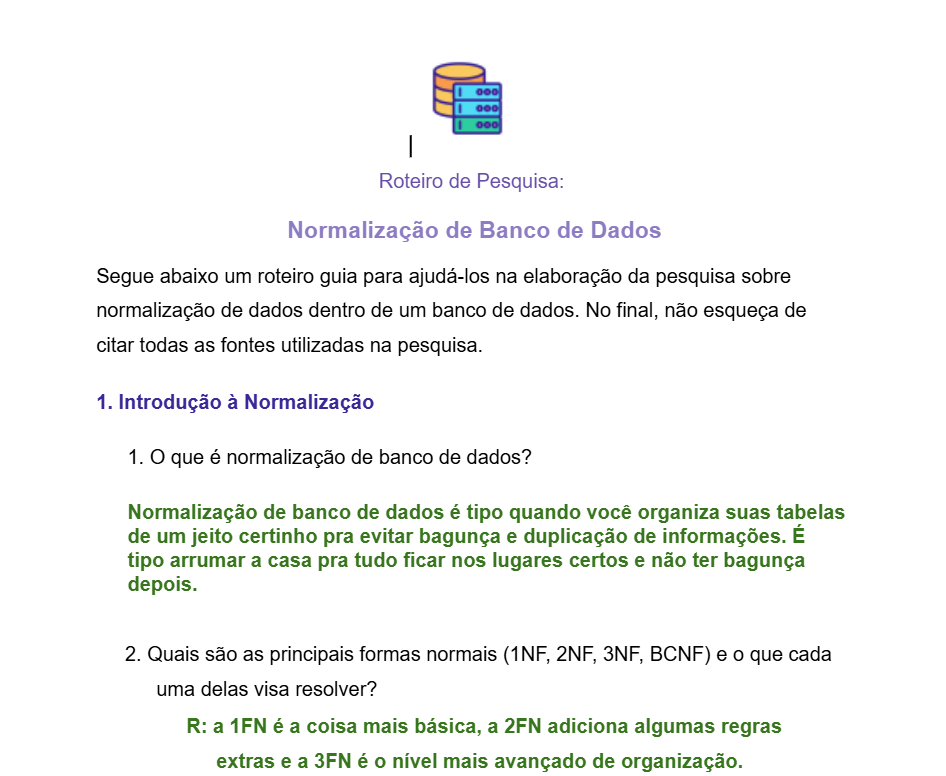 Roteiro de Pesquisa:
Normalização de Banco de Dados
Segue abaixo um roteiro guia para ajudá-los na elaboração da pesquisa sobre
normalização de dados dentro de um banco de dados. No final, não esqueça de
citar todas as fontes utilizadas na pesquisa.
1. Introdução à Normalização
1. O que é normalização de banco de dados?
Normalização de banco de dados é tipo quando você organiza suas tabelas
de um jeito certinho pra evitar bagunça e duplicação de informações. É
tipo arrumar a casa pra tudo ficar nos lugares certos e não ter bagunça
depois.
2. Quais são as principais formas normais (1NF, 2NF, 3NF, BCNF) e o que cada
uma delas visa resolver?
R: a 1FN é a coisa mais básica, a 2FN adiciona algumas regras
extras e a 3FN é o nível mais avançado de organização.